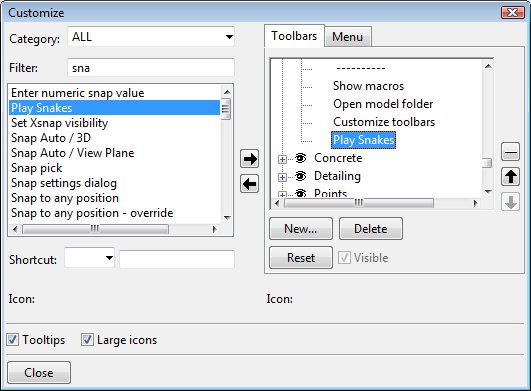 Customize
Category: ALL
Filter: sna
Enter numeric snap value
Play Snakes
Set Xsnap visibility
Snap Auto / 3D
Snap Auto / View Plane
Snap pick
Snap settings dialog
Snap to any position
Snap to any position - override
Shortcut:
Icon:
Toolbars Menu
----------
Show macros
Open model folder
Customize toolbars
Play Snakes
Concrete
Detailing
Points
New... Delete
Reset Visible
Icon:
Tooltips Large icons
Close